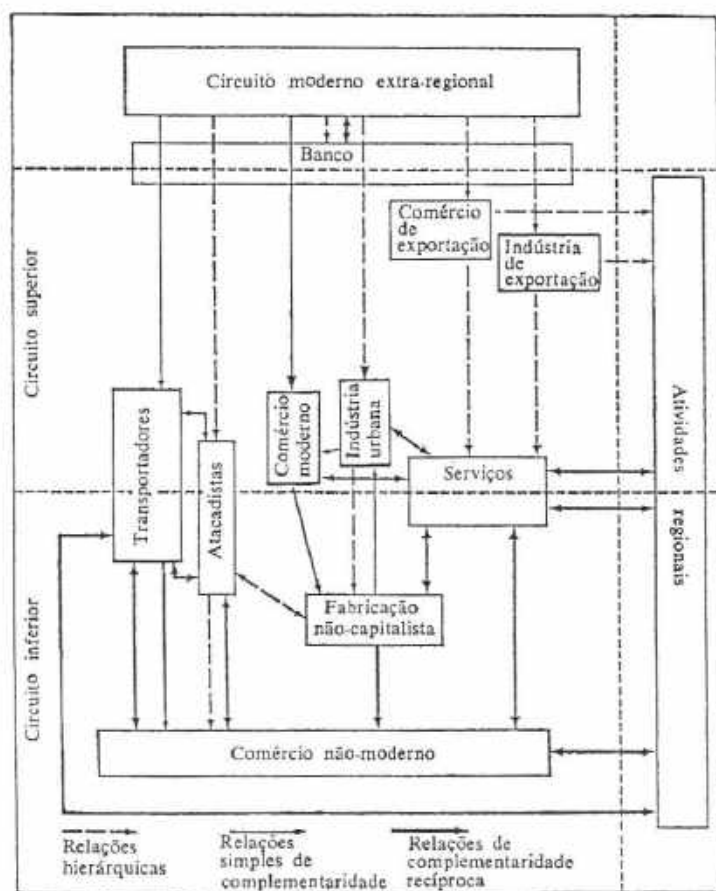 Circuito moderno extra-regional
Banco
Comércio
de
exportação
Indústria
de
exportação
Circuito superior
Transportadores
Atacadistas
Comércio
moderno
Indústria
urbana
Serviços
Atividades
regionais
Circuito inferior
Fabricação
não-capitalista
Comércio não-moderno
Relações
hierárquicas
Relações
simples de
complementaridade
Relações de
complementaridade
recíproca